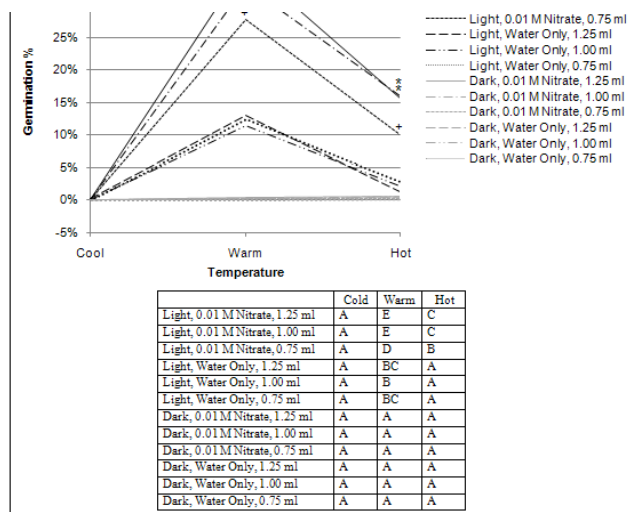 Light, 0.01 M Nitrate, 0.75 ml
Light, Water Only, 1.25 ml
Light, Water Only, 1.00 ml
Light, Water Only, 0.75 ml
Dark, 0.01 M Nitrate, 1.25 ml
Dark, 0.01 M Nitrate, 1.00 ml
Dark, 0.01 M Nitrate, 0.75 ml
Dark, Water Only, 1.25 ml
Dark, Water Only, 1.00 ml
Dark, Water Only, 0.75 ml
Germination %
25%
20%
15%
10%
5%
0%
-5%
+
*
*
+
Cool Warm Hot
Temperature
Cold Warm Hot
Light, 0.01 M Nitrate, 1.25 ml A E C
Light, 0.01 M Nitrate, 1.00 ml A E C
Light, 0.01 M Nitrate, 0.75 ml A D B
Light, Water Only, 1.25 ml A BC A
Light, Water Only, 1.00 ml A B A
Light, Water Only, 0.75 ml A BC A
Dark, 0.01 M Nitrate, 1.25 ml A A A
Dark, 0.01 M Nitrate, 1.00 ml A A A
Dark, 0.01 M Nitrate, 0.75 ml A A A
Dark, Water Only, 1.25 ml A A A
Dark, Water Only, 1.00 ml A A A
Dark, Water Only, 0.75 ml A A A